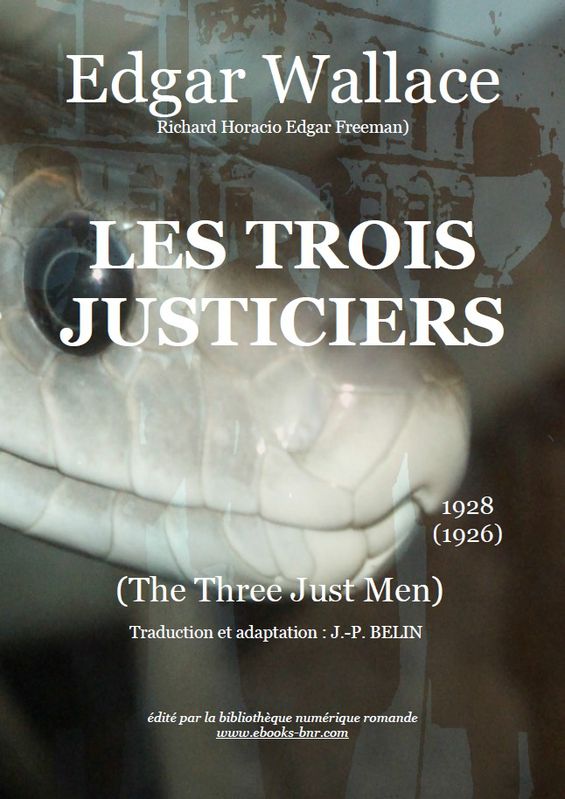 Edgar Wallace
Richard Horacio Edgar Freeman)
LES TROIS
JUSTICIERS
1928
(1926)
(The Three Just Men)
Traduction et adaptation : J.-P. BELIN
édité par la bibliothèque numérique romande
www.ebooks-bnr.com